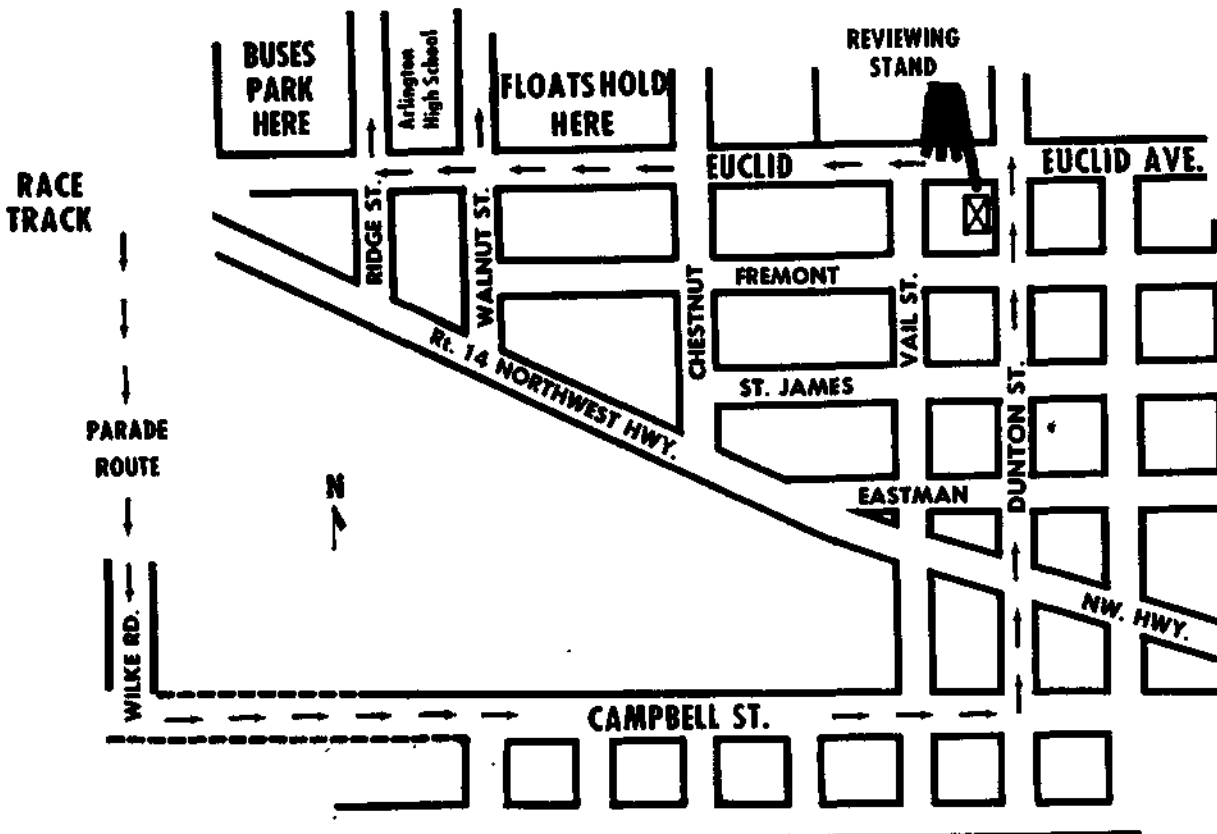 REVIEWING
STAND
BUSES
PARK
HERE
Arlington
High School
FLOATS HOLD
HERE
EUCLID
EUCLID AVE.
RACE
TRACK
RIDGE ST.
WALNUT ST.
CHESTNUT
FREMONT
VAIL ST.
Rt. 14 NORTHWEST HWY.
ST. JAMES
DUNTON ST.
PARADE
ROUTE
N
EASTMAN
NW. HWY.
WILKE RD.
CAMPBELL ST.